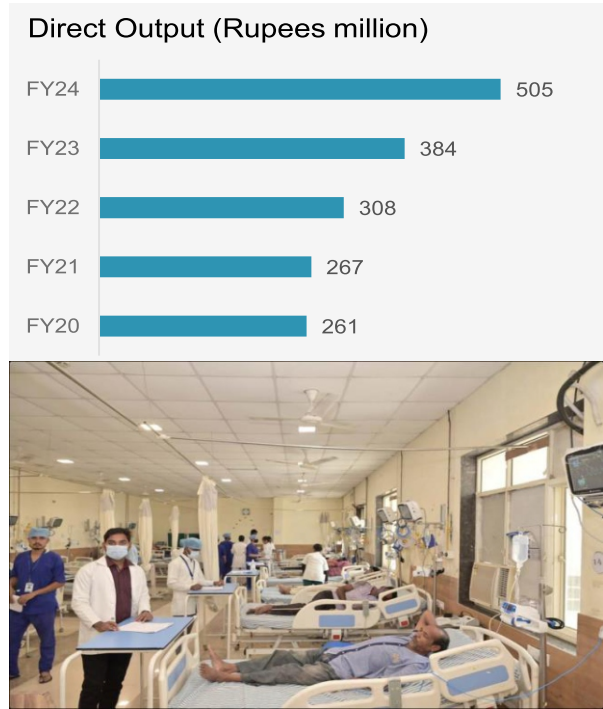 Direct Output (Rupees million)
FY24 505
FY23 384
FY22 308
FY21 267
FY20 261